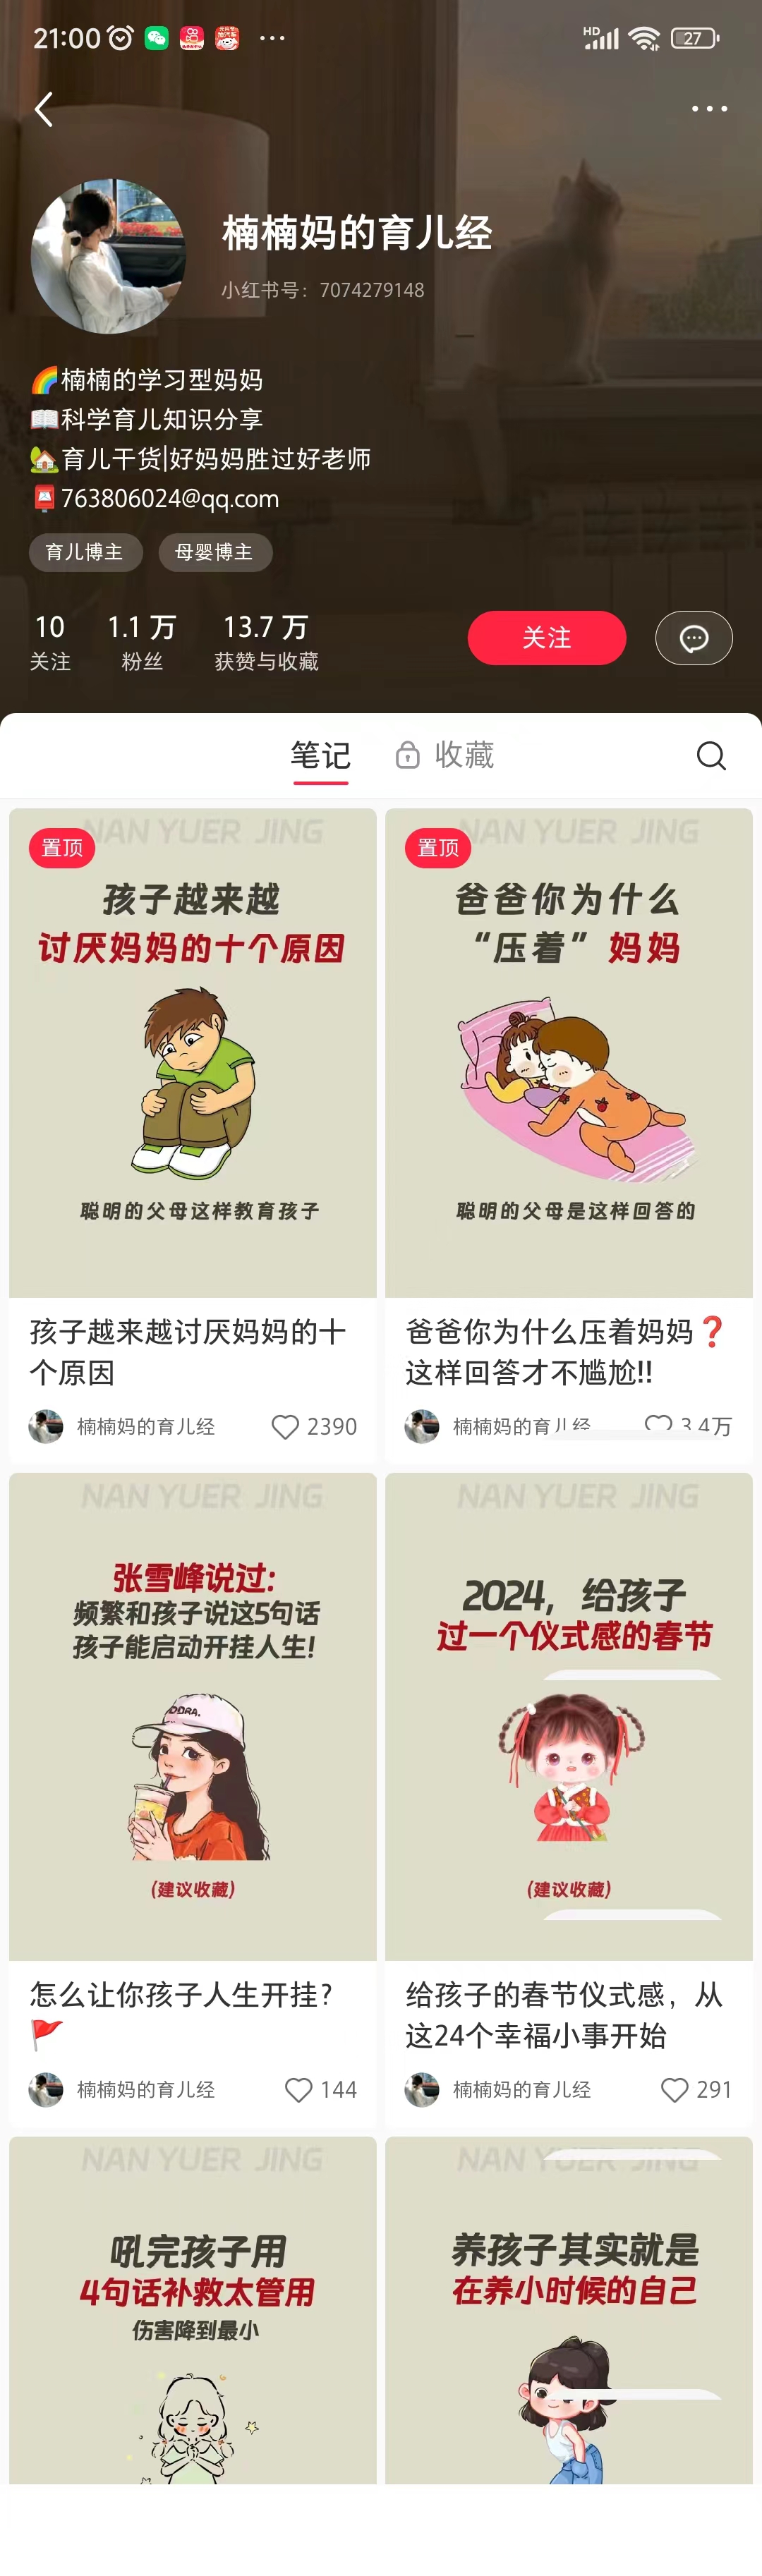 21:00
HD
27
楠楠妈的育儿经
小红书号：7074279148
🌈楠楠的学习型妈妈
📖科学育儿知识分享
🏡育儿干货|好妈妈胜过好老师
📮763806024@qq.com
育儿博主 母婴博主
10 1.1 万 13.7 万
关注 粉丝 获赞与收藏
关注
笔记 收藏
NAN YUER JING
置顶
孩子越来越
讨厌妈妈的十个原因
聪明的父母这样教育孩子
孩子越来越讨厌妈妈的十
个原因
楠楠妈的育儿经 2390
NAN YUER JING
置顶
爸爸你为什么
“压着”妈妈
聪明的父母是这样回答的
爸爸你为什么压着妈妈❓
这样回答才不尴尬!!
楠楠妈的育儿经 3.4万
NAN YUER JING
张雪峰说过:
频繁和孩子说这5句话
孩子能启动开挂人生!
(建议收藏)
怎么让你孩子人生开挂?
🚩
楠楠妈的育儿经 144
NAN YUER JING
2024，给孩子
过一个仪式感的春节
(建议收藏)
给孩子的春节仪式感，从
这24个幸福小事开始
楠楠妈的育儿经 291
NAN YUER JING
吼完孩子用
4句话补救太管用
伤害降到最小
NAN YUER JING
养孩子其实就是
在养小时候的自己